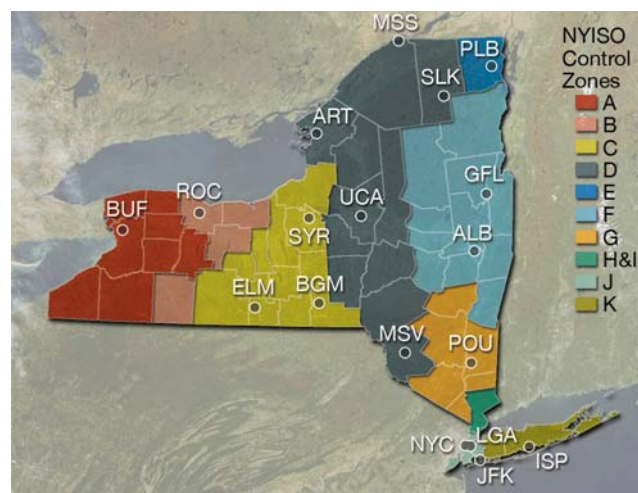 MSS
PLB
SLK
ART
ROC
BUF
UCA
GFL
SYR
ALB
ELM
BGM
MSV
POU
NYC
LGA
JFK
ISP
NYISO
Control
Zones
A
B
C
D
E
F
G
H&I
J
K